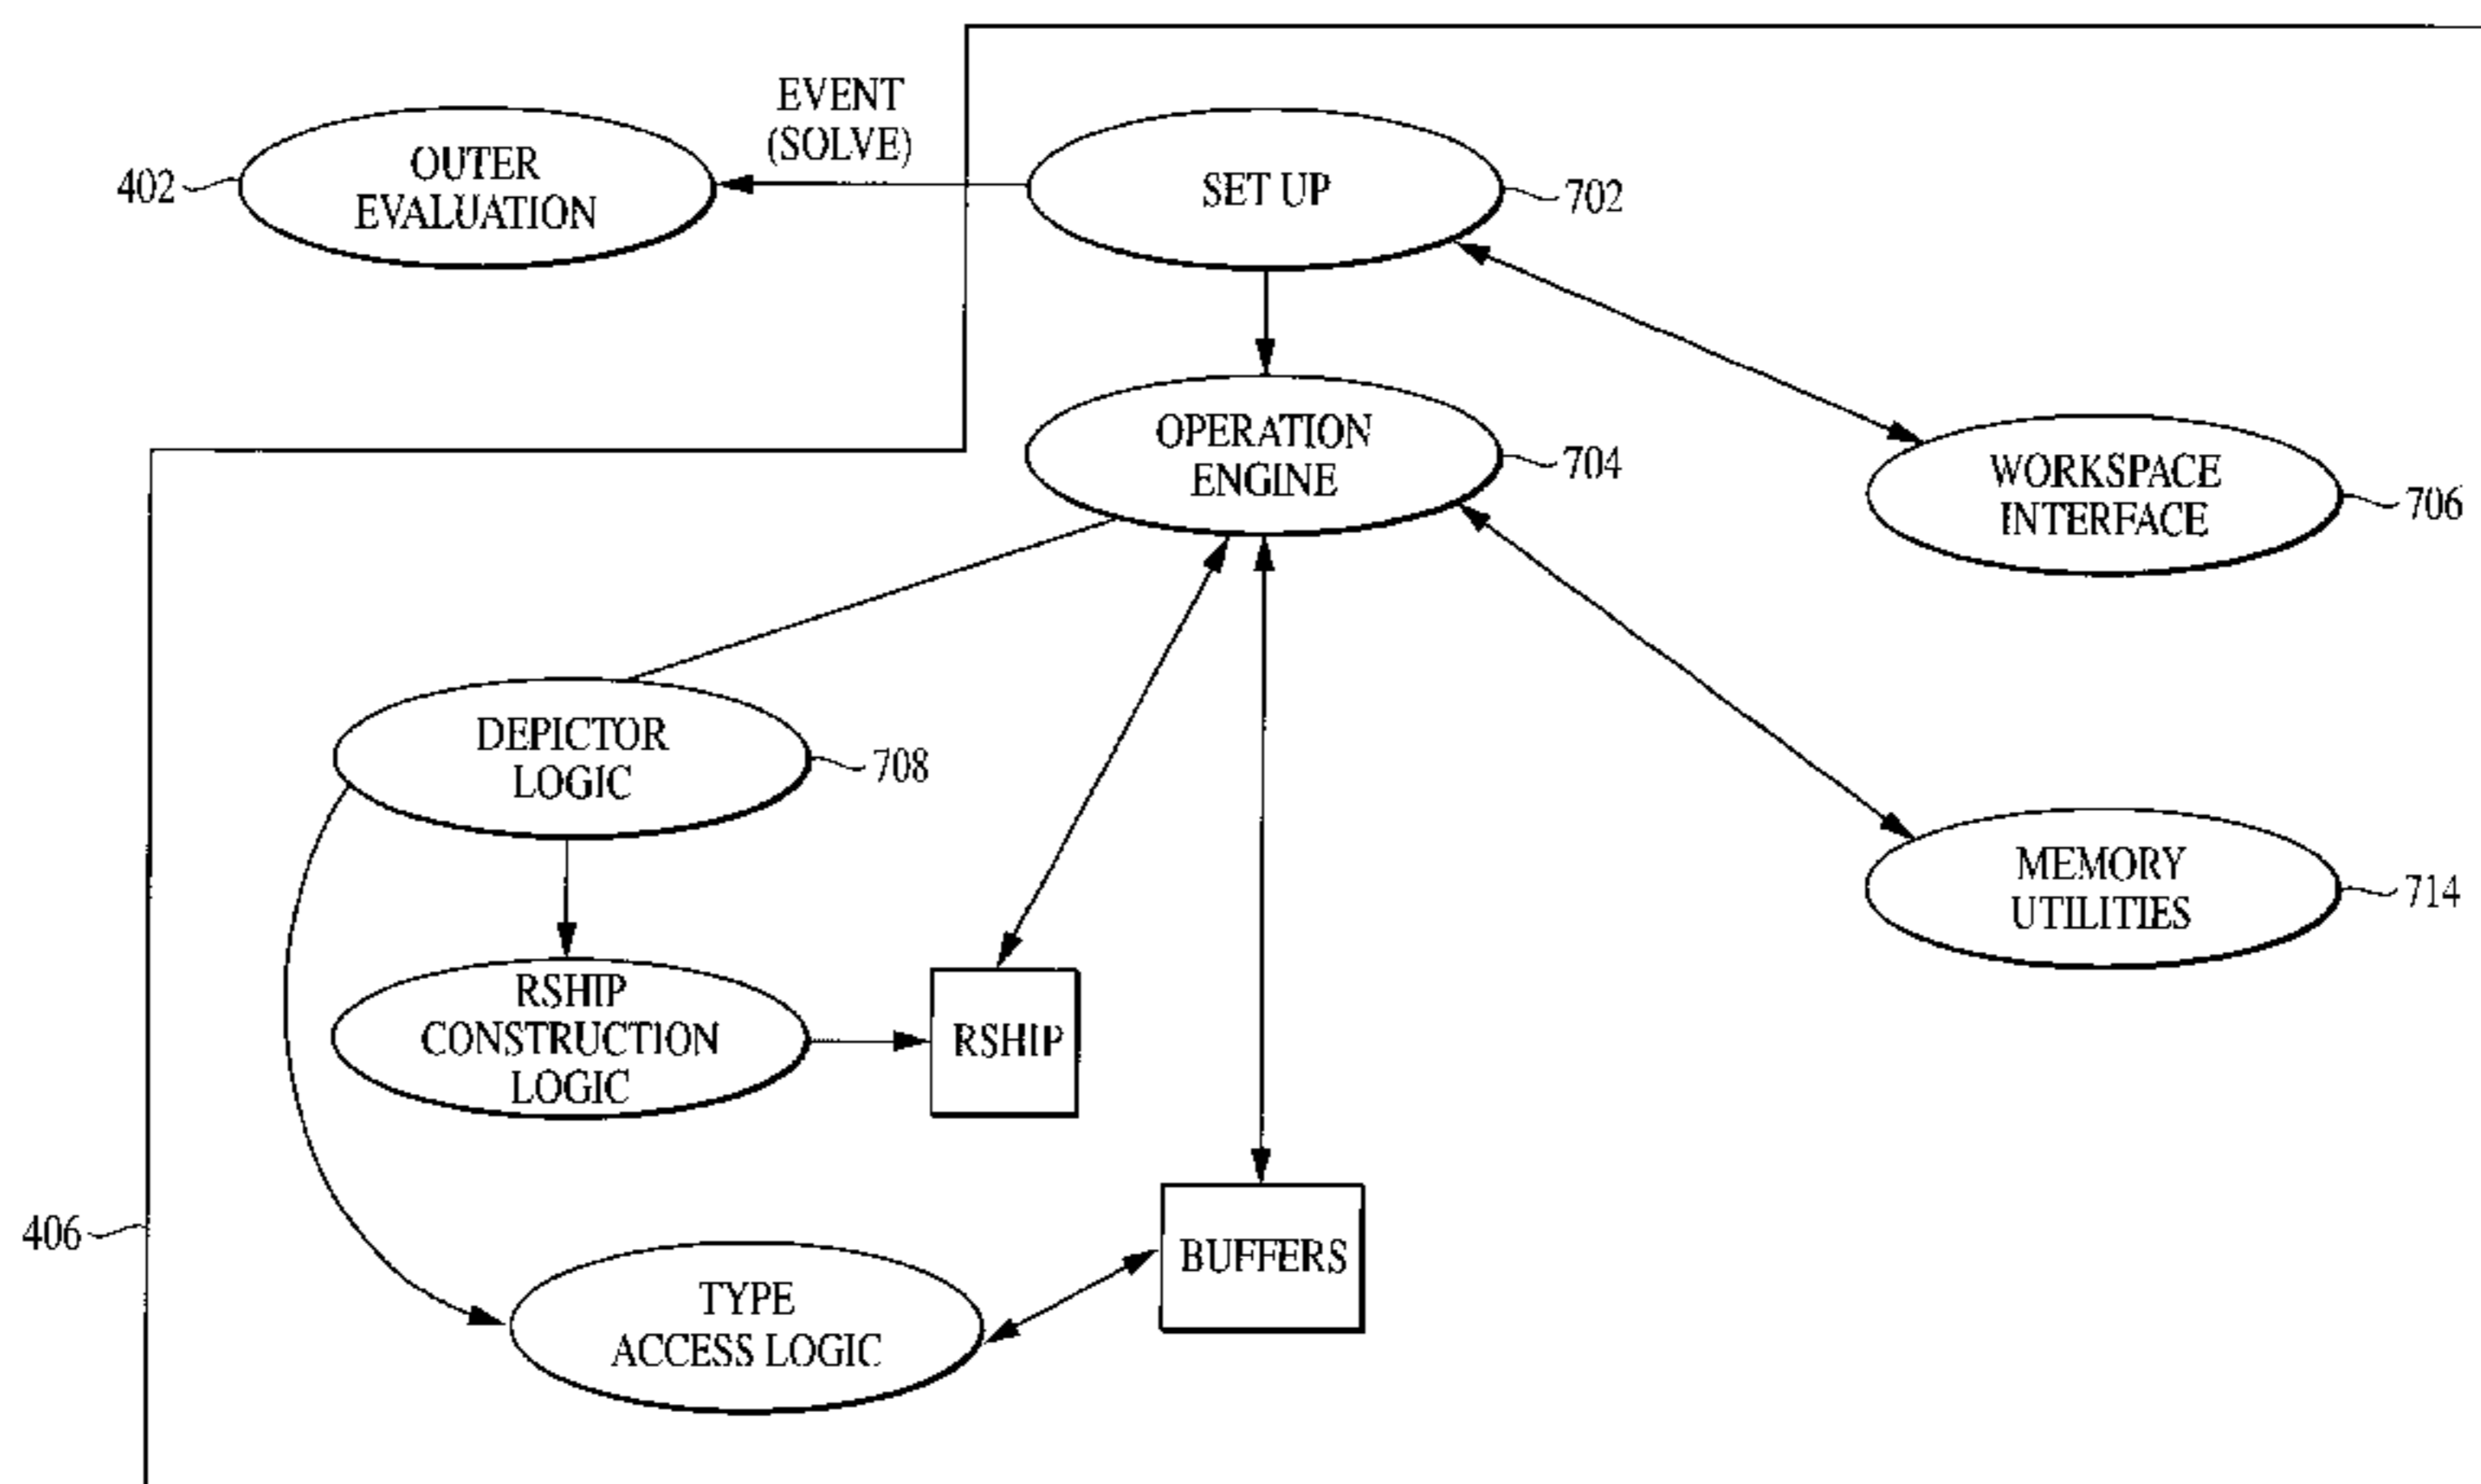 EVENT
(SOLVE)
OUTER
EVALUATION
402
SET UP
702
OPERATION
ENGINE
704
WORKSPACE
INTERFACE
706
DEPICTOR
LOGIC
708
MEMORY
UTILITIES
714
RSHIP
CONSTRUCTION
LOGIC
RSHIP
406
BUFFERS
TYPE
ACCESS LOGIC